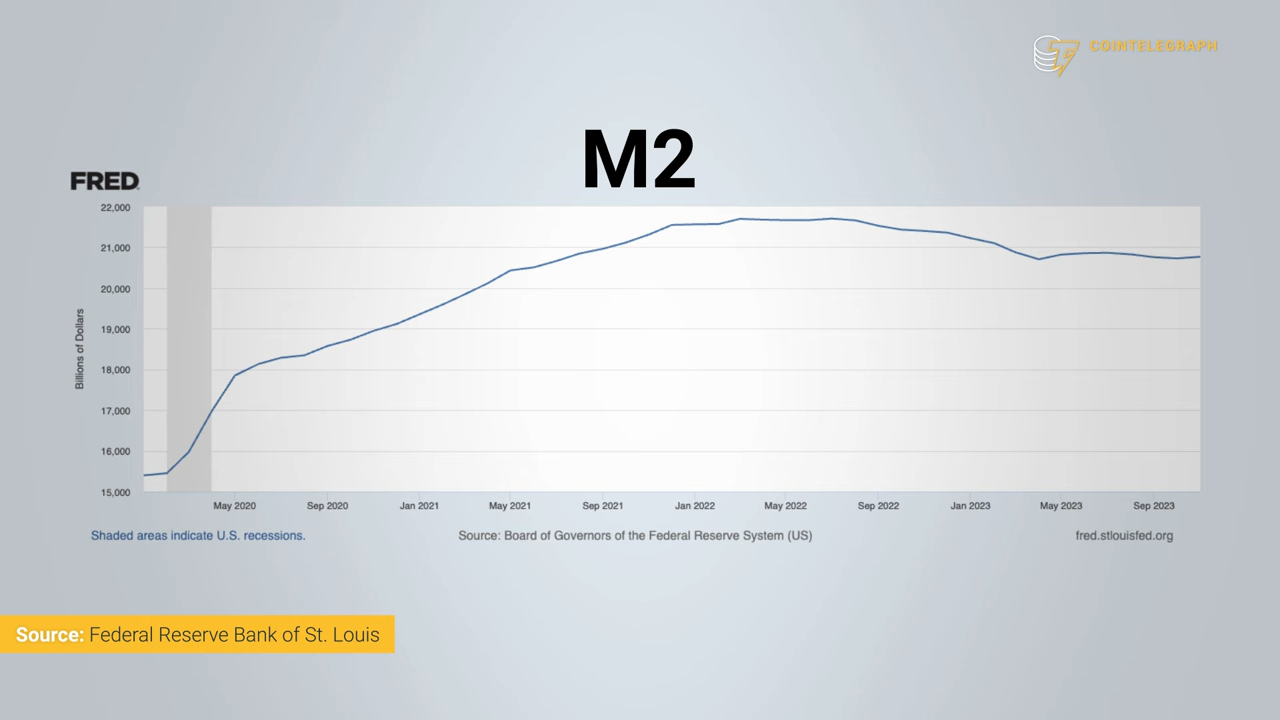 COINTELEGRAPH
M2
FRED
22,000
21,000
20,000
19,000
18,000
17,000
16,000
15,000
Billions of Dollars
May 2020 Sep 2020 Jan 2021 May 2021 Sep 2021 Jan 2022 May 2022 Sep 2022 Jan 2023 May 2023 Sep 2023
Shaded areas indicate U.S. recessions. Source: Board of Governors of the Federal Reserve System (US) fred.stlouisfed.org
Source: Federal Reserve Bank of St. Louis